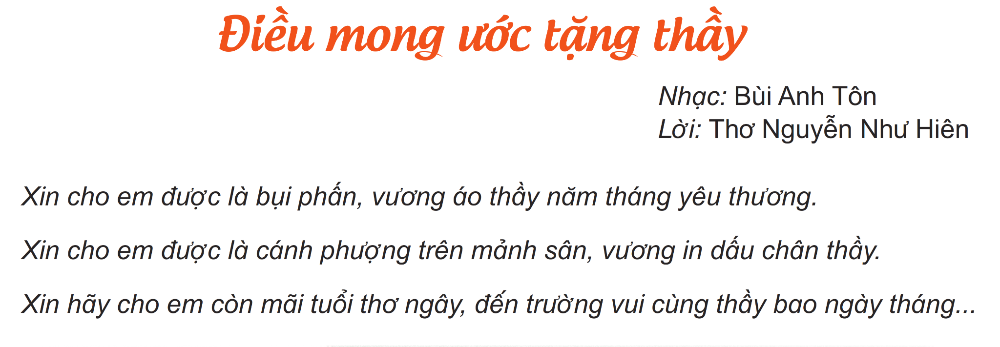 Điều mong ước tặng thầy
Nhạc: Bùi Anh Tôn
Lời: Thơ Nguyễn Như Hiên
Xin cho em được là bụi phấn, vương áo thầy năm tháng yêu thương.
Xin cho em được là cánh phượng trên mảnh sân, vương in dấu chân thầy.
Xin hãy cho em còn mãi tuổi thơ ngây, đến trường vui cùng thầy bao ngày tháng...